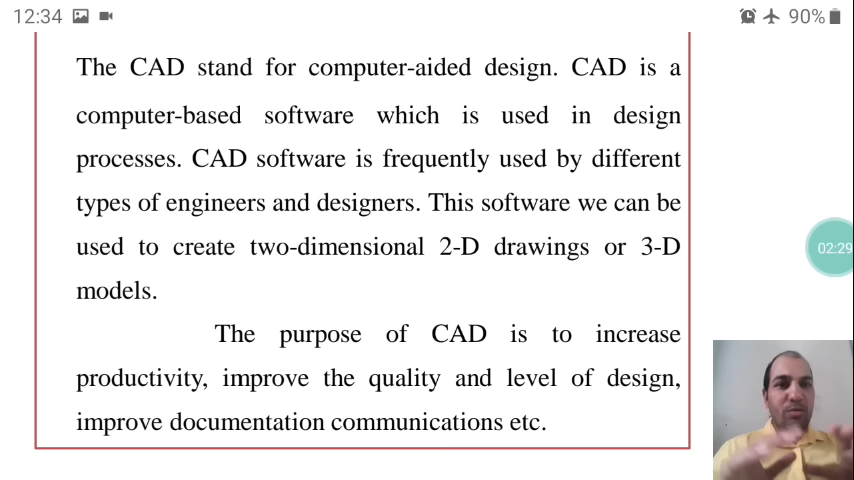 12:34
90%
The CAD stand for computer-aided design. CAD is a
computer-based software which is used in design
processes. CAD software is frequently used by different
types of engineers and designers. This software we can be
used to create two-dimensional 2-D drawings or 3-D
models.
02:29
The purpose of CAD is to increase
productivity, improve the quality and level of design,
improve documentation communications etc.